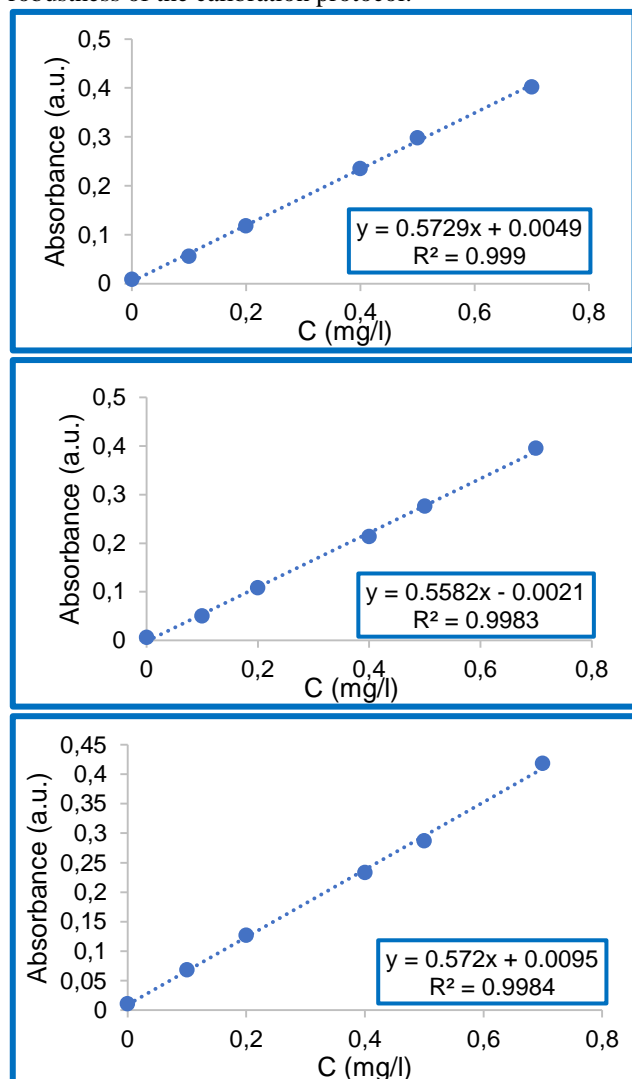 robustness of the calibration protocol.
0,5
0,4
0,3
0,2
0,1
0
Absorbance (a.u.)
y = 0.5729x + 0.0049
R² = 0.999
0 0,2 0,4 0,6 0,8
C (mg/l)
0,5
0,4
0,3
0,2
0,1
0
Absorbance (a.u.)
y = 0.5582x - 0.0021
R² = 0.9983
0 0,2 0,4 0,6 0,8
C (mg/l)
0,45
0,4
0,35
0,3
0,25
0,2
0,15
0,1
0,05
0
Absorbance (a.u.)
y = 0.572x + 0.0095
R² = 0.9984
0 0,2 0,4 0,6 0,8
C (mg/l)